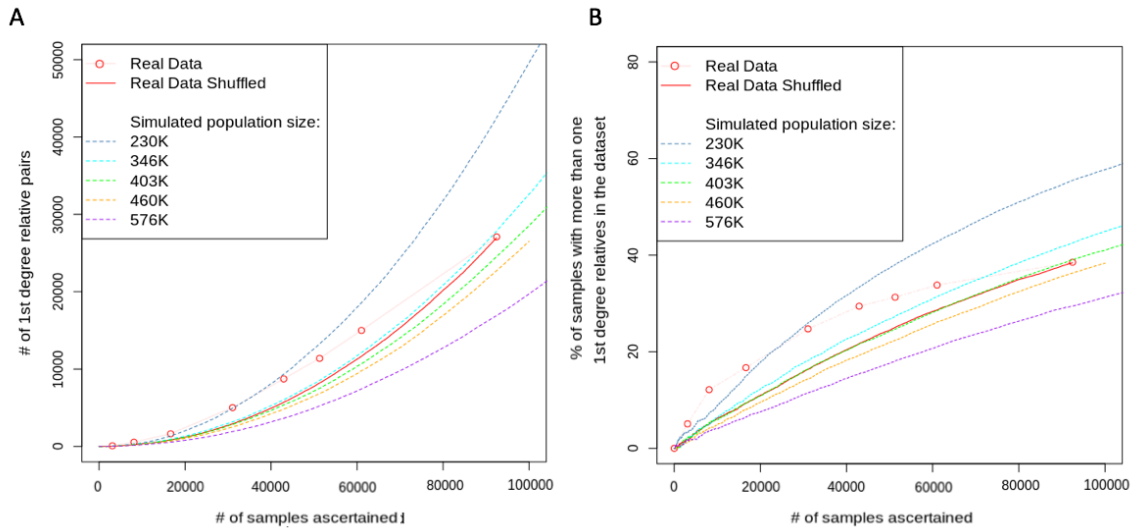 A
# of 1st degree relative pairs
50000
40000
30000
20000
10000
0
Real Data
Real Data Shuffled
Simulated population size:
230K
346K
403K
460K
576K
0
20000
40000
60000
80000
100000
# of samples ascertained
B
% of samples with more than one
1st degree relatives in the dataset
80
60
40
20
0
Real Data
Real Data Shuffled
Simulated population size:
230K
346K
403K
460K
576K
0
20000
40000
60000
80000
100000
# of samples ascertained